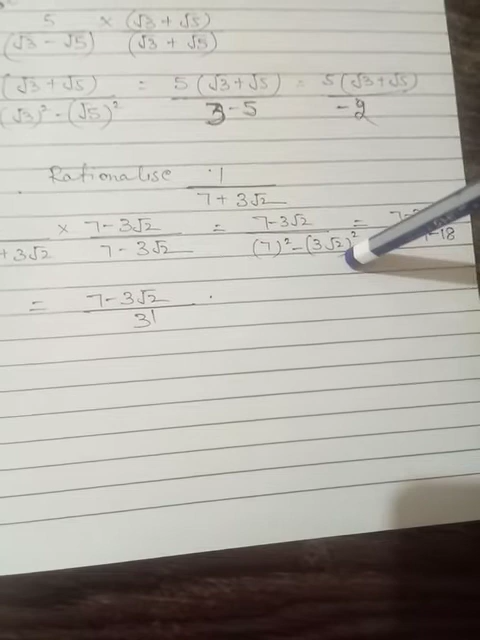 5 × (√3 + √5)
(√3 - √5) (√3 + √5)
(√3 + √5) = 5 (√3 + √5) = 5 (√3 + √5)
(√3)² - (√5)² 3 - 5 -2
Rationalise 1
7 + 3√2
× 7 - 3√2 = 7 - 3√2 =
+ 3√2 7 - 3√2 (7)² - (3√2)² - 18
= 7 - 3√2
31